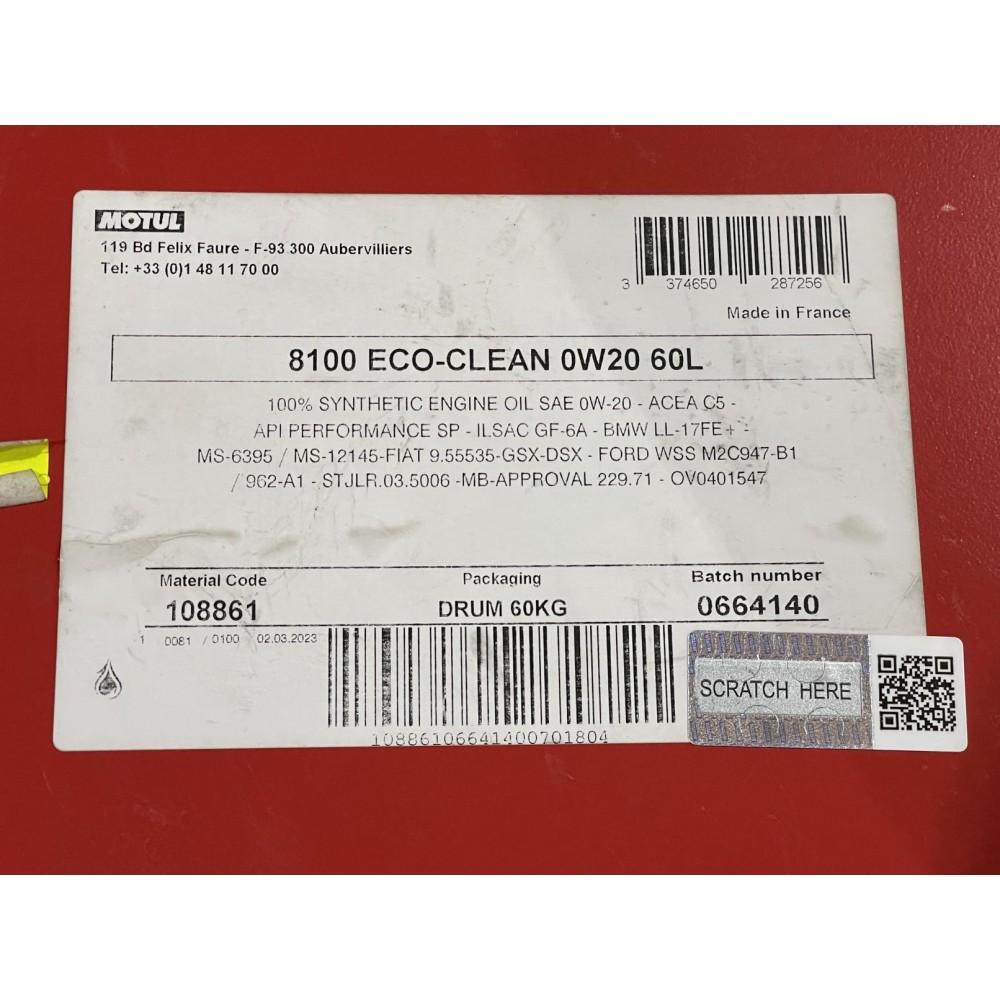 MOTUL
119 Bd Felix Faure - F-93 300 Aubervilliers
Tel: +33 (0)1 48 11 70 00
3 374650 287256
Made in France
8100 ECO-CLEAN 0W20 60L
100% SYNTHETIC ENGINE OIL SAE 0W-20 - ACEA C5 -
API PERFORMANCE SP - ILSAC GF-6A - BMW LL-17FE+ -
MS-6395 / MS-12145-FIAT 9.55535-GSX-DSX - FORD WSS M2C947-B1
/ 962-A1 - STJLR.03.5006 -MB-APPROVAL 229.71 - OV0401547
Material Code Packaging Batch number
108861 DRUM 60KG 0664140
1 0081 / 0100 02.03.2023
SCRATCH HERE
10886106641400701804